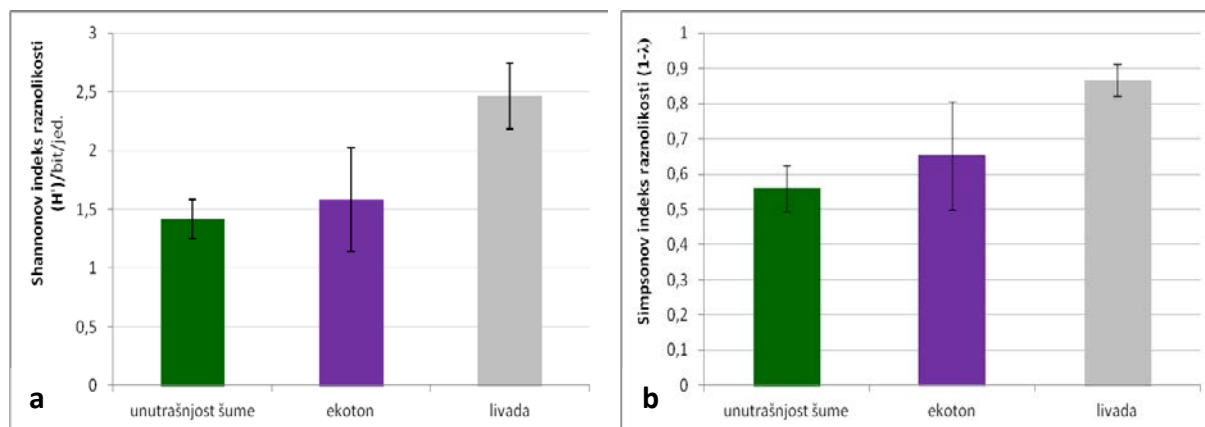 Shannonov indeks raznolikosti
(H')/bit/jed.
3
2,5
2
1,5
1
0,5
0
unutrašnjost šume
ekoton
livada
a
Simpsonov indeks raznolikosti (1-λ)
1
0,9
0,8
0,7
0,6
0,5
0,4
0,3
0,2
0,1
0
unutrašnjost šume
ekoton
livada
b